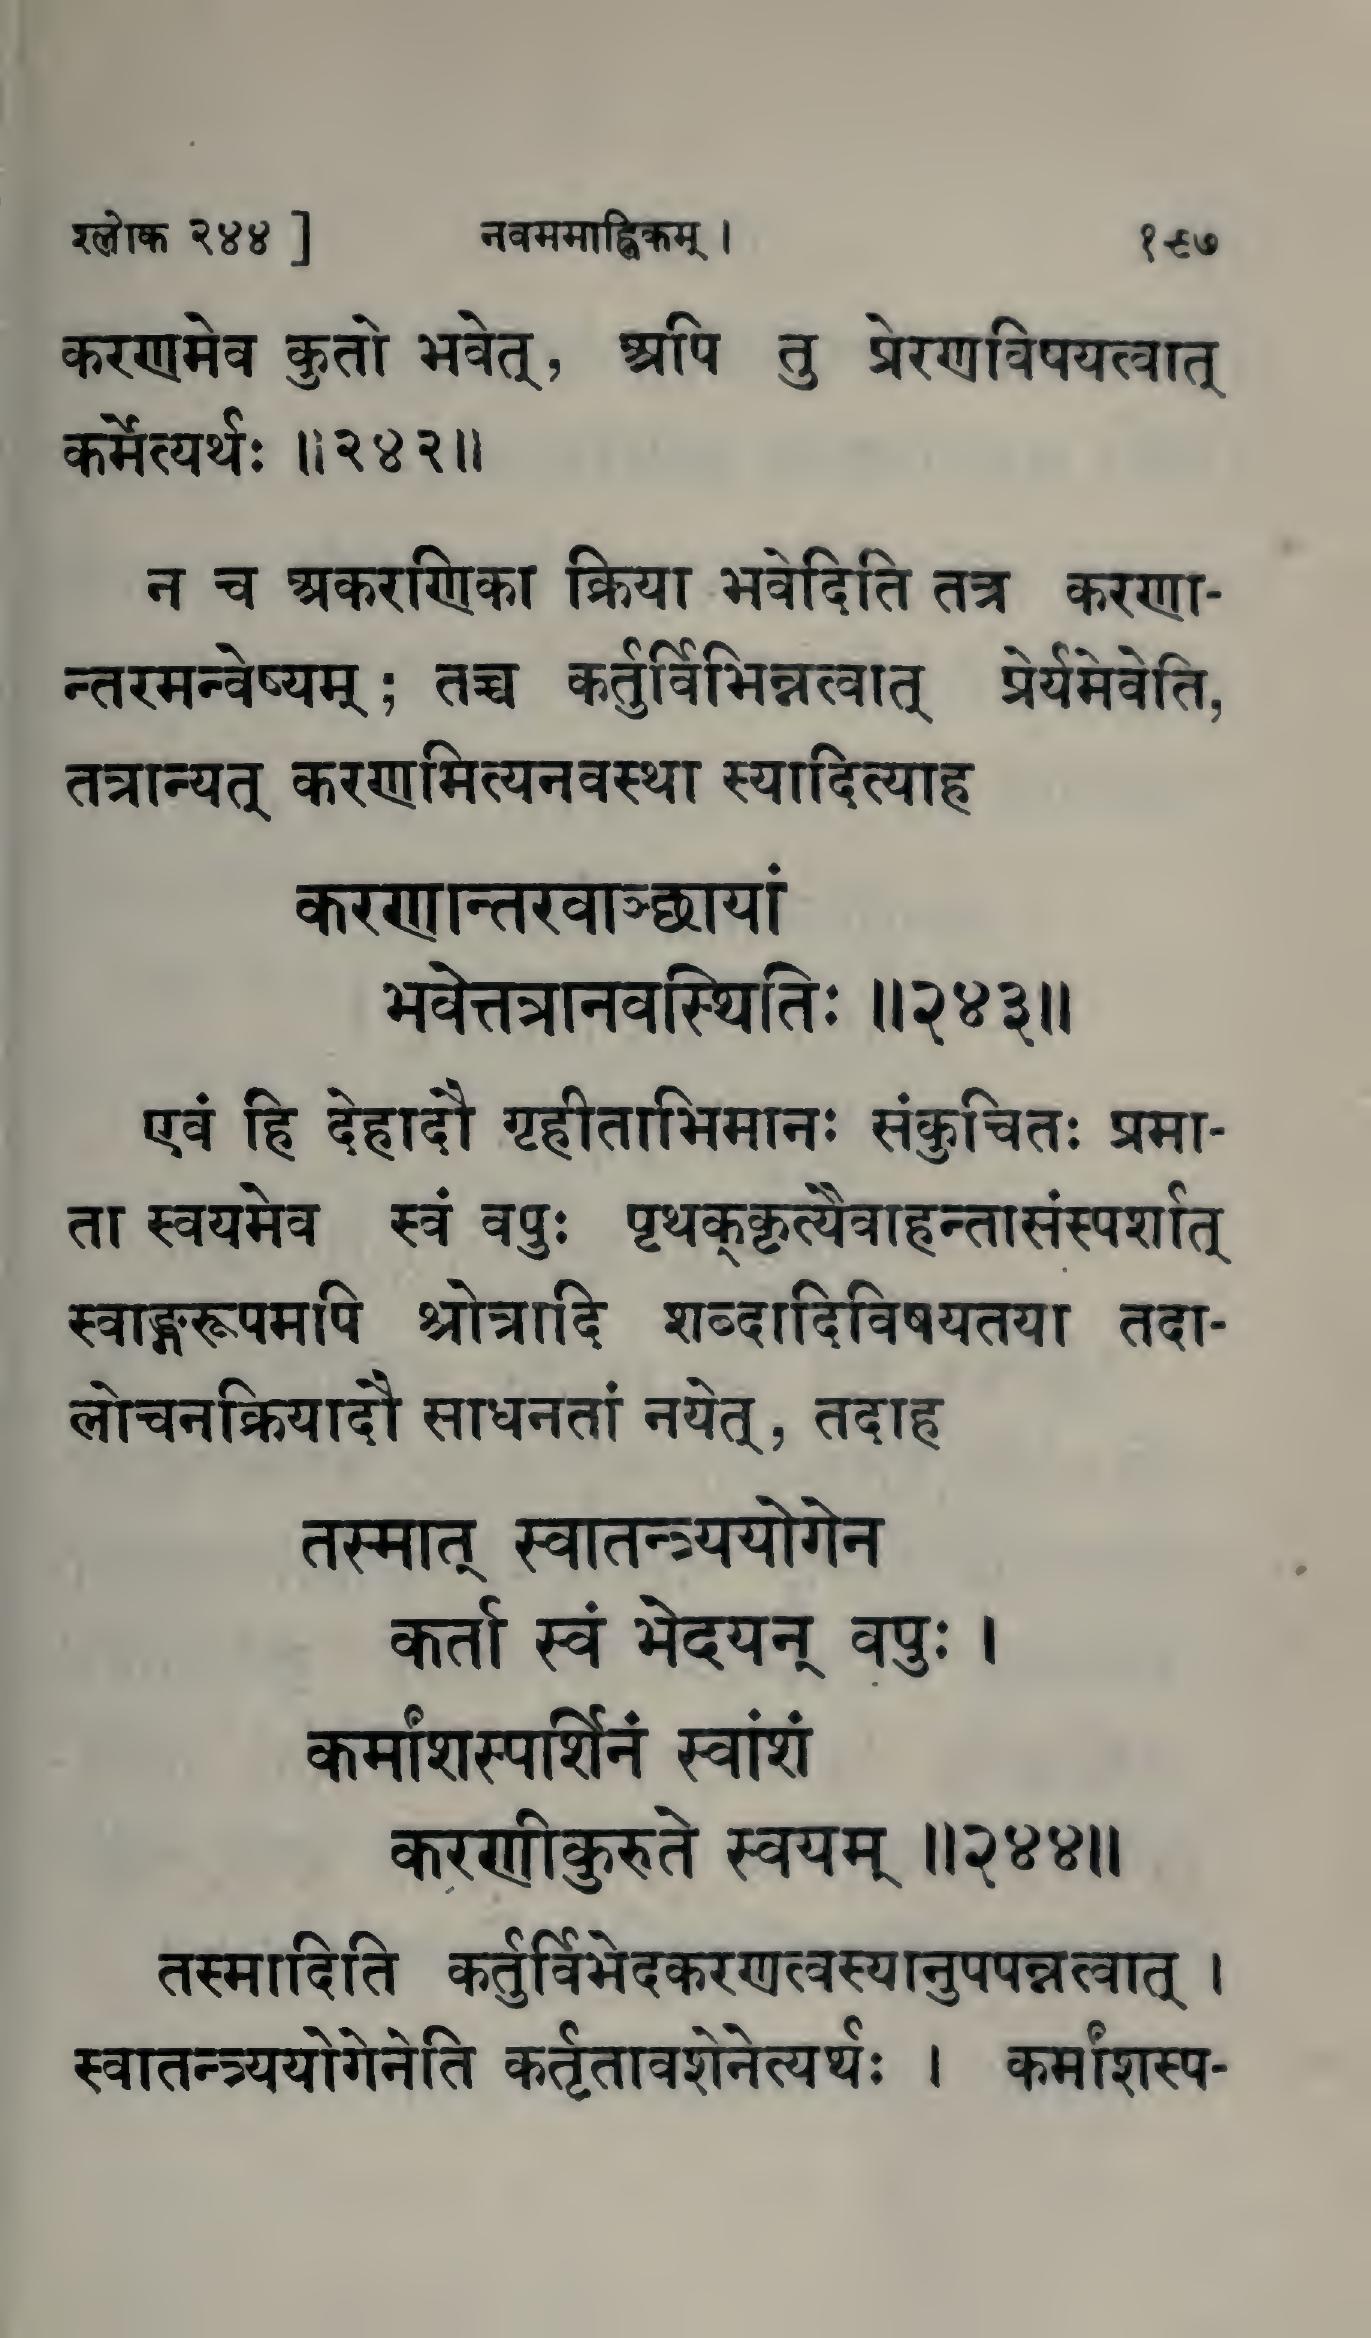 श्लोक २४४ ] नवममाह्निकम् । १९७
करणमेव कुतो भवेत्, अपि तु प्रेरणविषयत्वात्
कर्मेत्यर्थः ॥२४२॥
न च अकरणिका क्रिया भवेदिति तत्र करणा-
न्तरमन्वेष्यम् ; तच्च कर्तुर्विभिन्नत्वात् प्रेर्यमेवेति,
तत्रान्यत् करणमित्यनवस्था स्यादित्याह
करणान्तरवाञ्छायां
भवेत्तत्रानवस्थितिः ॥२४३॥
एवं हि देहादौ गृहीताभिमानः संकुचितः प्रमा-
ता स्वयमेव स्वं वपुः पृथक्कृत्यैवाहन्तासंस्पर्शात्
स्वाङ्गरूपमपि श्रोत्रादि शब्दादिविषयतया तदा-
लोचनक्रियादौ साधनतां नयेत्, तदाह
तस्मात् स्वातन्त्र्ययोगेन
कर्ता स्वं भेदयन् वपुः ।
कर्मांशस्पर्शिनं स्वांशं
करणीकुरुते स्वयम् ॥२४४॥
तस्मादिति कर्तुर्विभेदकरणत्वस्यानुपपन्नत्वात् ।
स्वातन्त्र्ययोगेनेति कर्तृतावशेनेत्यर्थः । कर्मांशस्प-